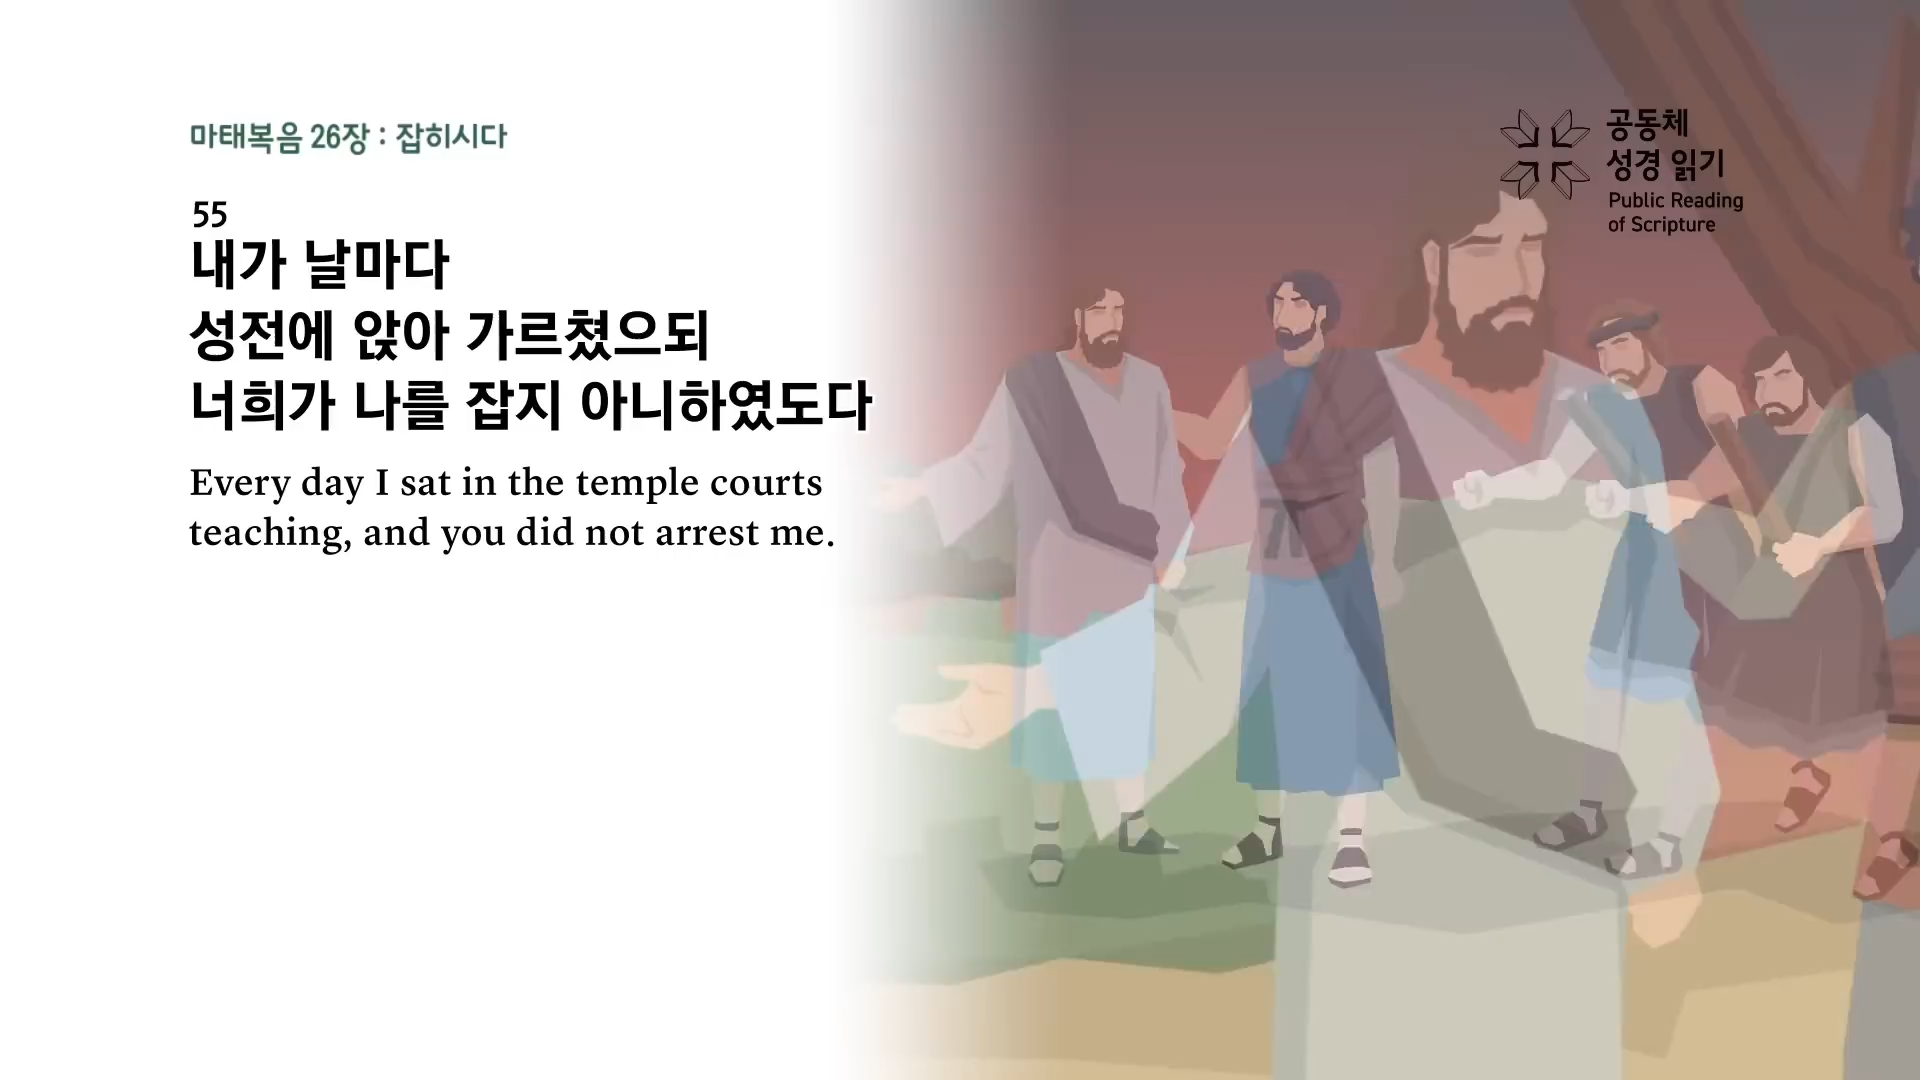 마태복음 26장 : 잡히시다
55
내가 날마다
성전에 앉아 가르쳤으되
너희가 나를 잡지 아니하였도다
Every day I sat in the temple courts
teaching, and you did not arrest me.
공동체
성경 읽기
Public Reading
of Scripture